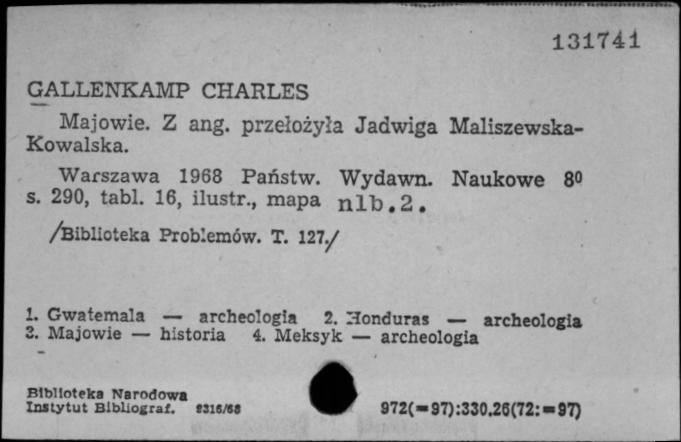 131741
GALLENKAMP CHARLES
Majowie. Z ang. przełożyła Jadwiga Maliszewska-
Kowalska.
Warszawa 1968 Państw. Wydawn. Naukowe 8⁰
s. 290, tabl. 16, ilustr., mapa nlb.2.
/Biblioteka Problemów. T. 127./
1. Gwatemala — archeologia 2. Honduras — archeologia
3. Majowie — historia 4. Meksyk — archeologia
Biblioteka Narodowa
Instytut Bibliograf. 8316/68 972(=97):330.26(72:=97)